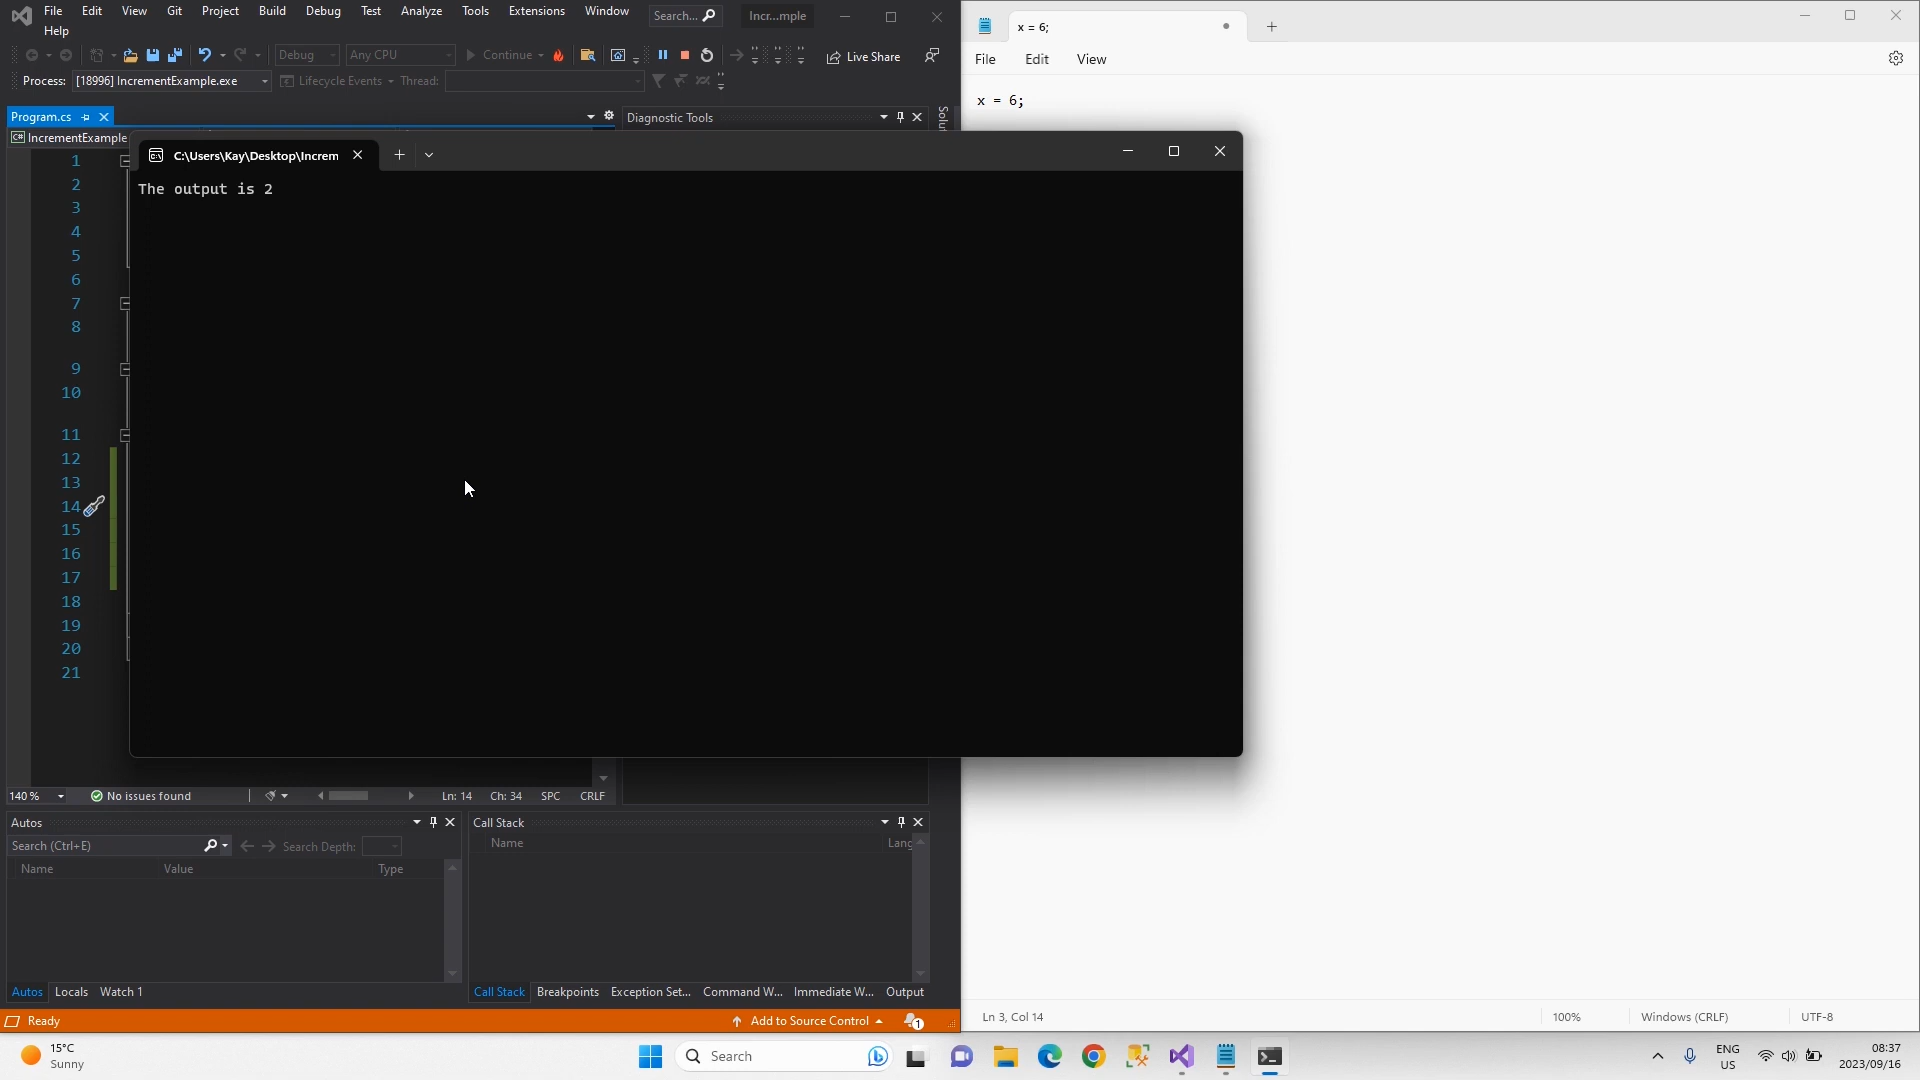 File Edit View Git Project Build Debug Test Analyze Tools Extensions Window Search... Incr...mple
Help
Debug Any CPU Continue Live Share
Process: [18996] IncrementExample.exe Lifecycle Events Thread:
Program.cs
Diagnostic Tools
IncrementExample
1
2
3
4
5
6
7
8
9
10
11
12
13
14
15
16
17
18
19
20
21
C:\Users\Kay\Desktop\Increm
The output is 2
140 % No issues found Ln: 14 Ch: 34 SPC CRLF
Autos
Search (Ctrl+E) Search Depth:
Name Value Type
Autos Locals Watch 1
Call Stack
Name Lang
Call Stack Breakpoints Exception Set... Command W... Immediate W... Output
Ready Add to Source Control 1
x = 6;
File Edit View
x = 6;
Ln 3, Col 14 100% Windows (CRLF) UTF-8
15°C
Sunny
Search
ENG
US
08:37
2023/09/16